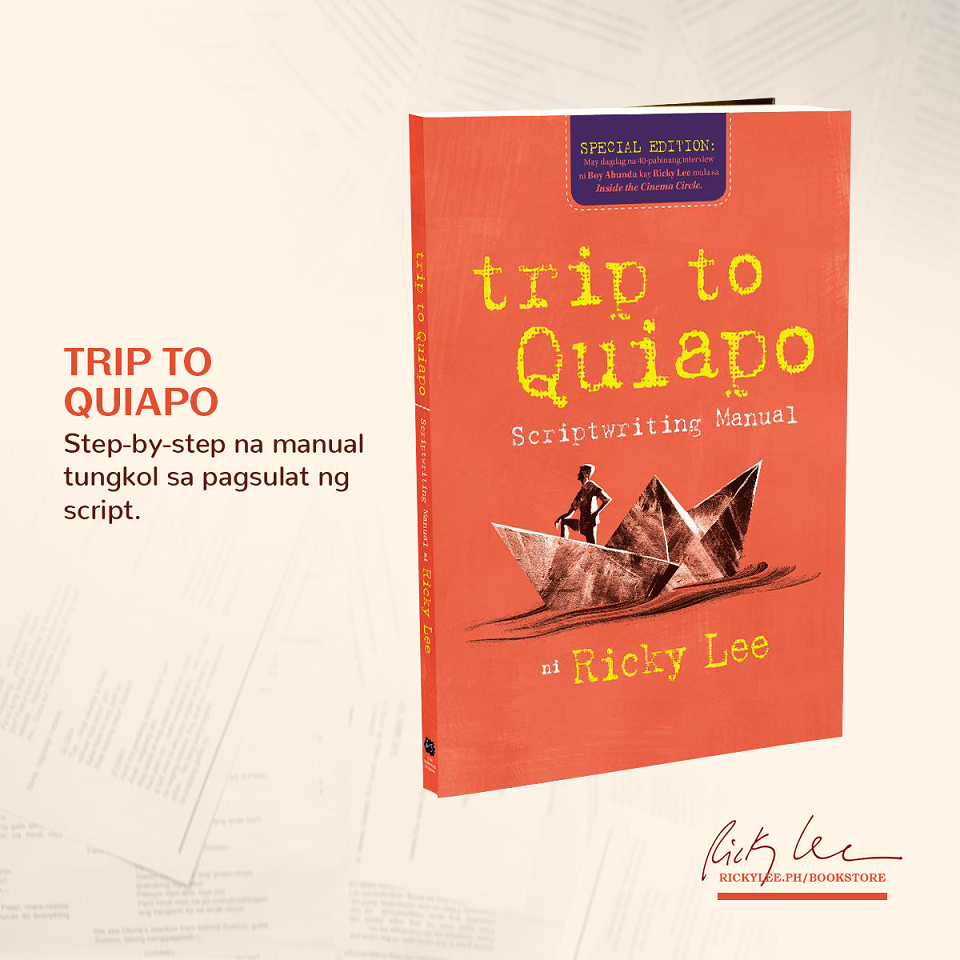 TRIP TO
QUIAPO
Step-by-step na manual
tungkol sa pagsulat ng
script.
SPECIAL EDITION:
May dagdag na 40-pahinang interview
ni Boy Abunda kay Ricky Lee mula sa
Inside the Cinema Circle.
trip to
Quiapo
Scriptwriting Manual
ni Ricky Lee
trip to Quiapo Scriptwriting Manual ni Ricky Lee
Ricky Lee
RICKYLEE.PH/BOOKSTORE